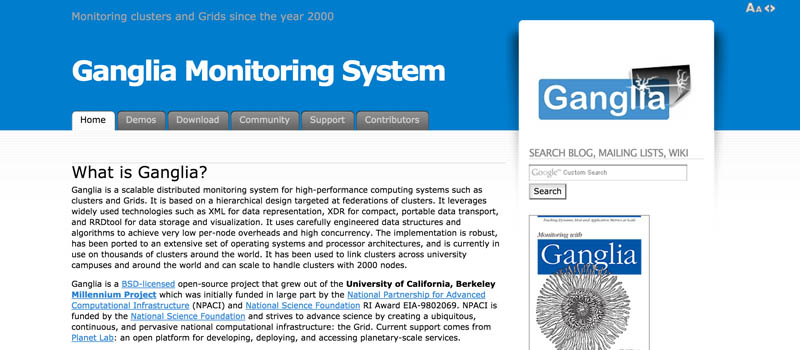 Monitoring clusters and Grids since the year 2000
AA
Ganglia Monitoring System
Home
Demos
Download
Community
Support
Contributors
Ganglia
SEARCH BLOG, MAILING LISTS, WIKI
Google™ Custom Search
Search
What is Ganglia?
Ganglia is a scalable distributed monitoring system for high-performance computing systems such as
clusters and Grids. It is based on a hierarchical design targeted at federations of clusters. It leverages
widely used technologies such as XML for data representation, XDR for compact, portable data transport,
and RRDtool for data storage and visualization. It uses carefully engineered data structures and
algorithms to achieve very low per-node overheads and high concurrency. The implementation is robust,
has been ported to an extensive set of operating systems and processor architectures, and is currently in
use on thousands of clusters around the world. It has been used to link clusters across university
campuses and around the world and can scale to handle clusters with 2000 nodes.
Ganglia is a BSD-licensed open-source project that grew out of the University of California, Berkeley
Millennium Project which was initially funded in large part by the National Partnership for Advanced
Computational Infrastructure (NPACI) and National Science Foundation RI Award EIA-9802069. NPACI is
funded by the National Science Foundation and strives to advance science by creating a ubiquitous,
continuous, and pervasive national computational infrastructure: the Grid. Current support comes from
Planet Lab: an open platform for developing, deploying, and accessing planetary-scale services.
Tracking Dynamic Host and Application Metrics at Scale
Monitoring with
Ganglia